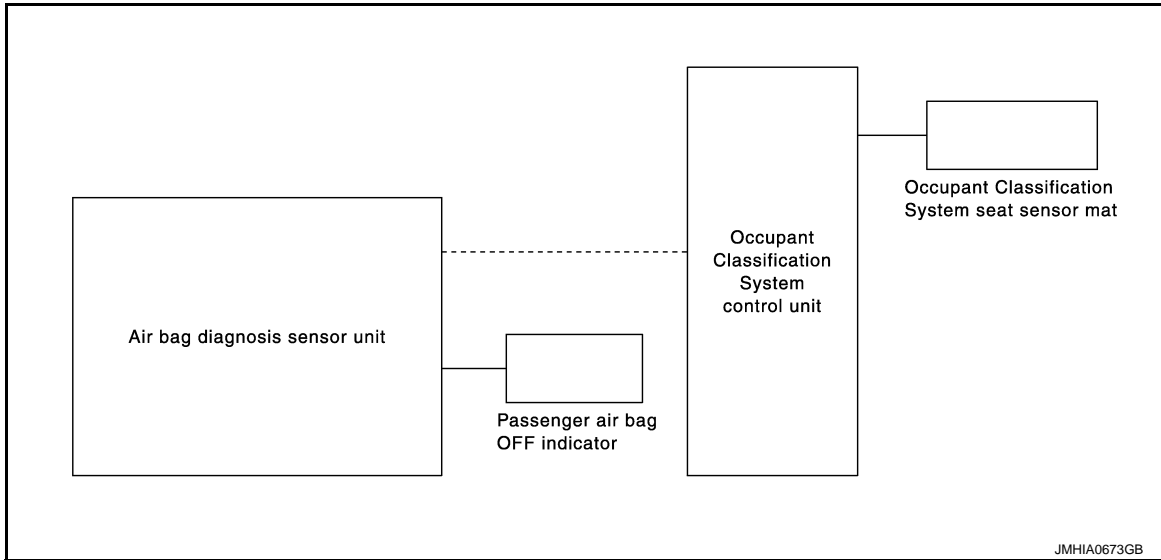 Air bag diagnosis sensor unit
Passenger air bag
OFF indicator
Occupant
Classification
System
control unit
Occupant Classification
System seat sensor mat
JMHIA0673GB